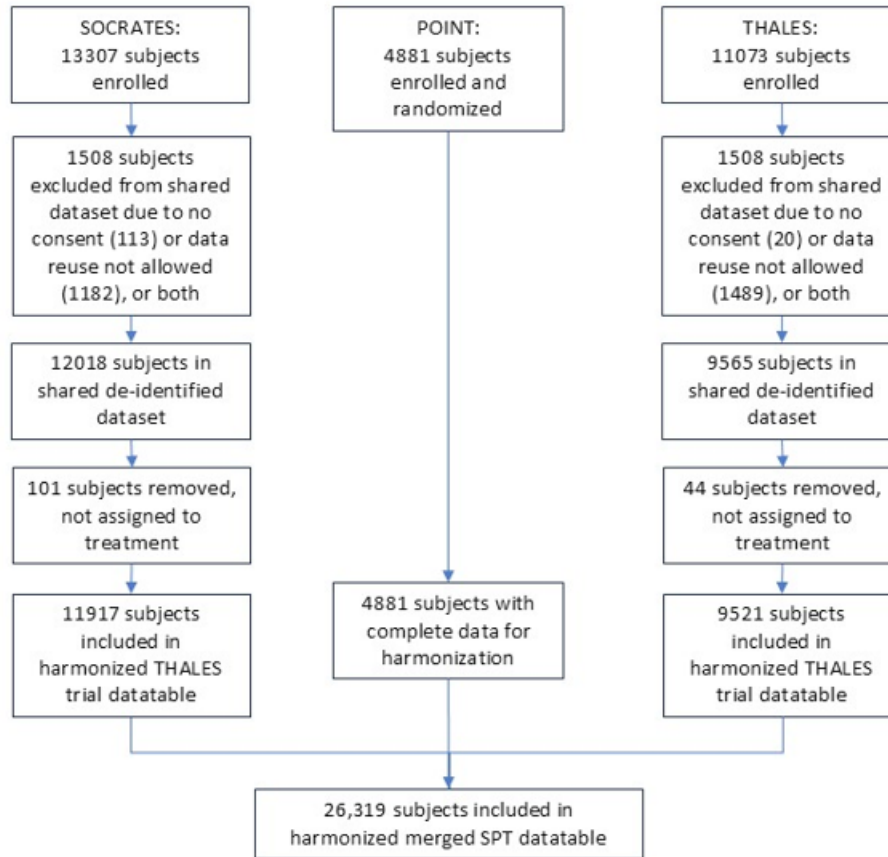 SOCRATES:
13307 subjects
enrolled
1508 subjects
excluded from shared
dataset due to no
consent (113) or data
reuse not allowed
(1182), or both
12018 subjects in
shared de-identified
dataset
101 subjects removed,
not assigned to
treatment
11917 subjects
included in
harmonized THALES
trial datatable
POINT:
4881 subjects
enrolled and
randomized
4881 subjects with
complete data for
harmonization
THALES:
11073 subjects
enrolled
1508 subjects
excluded from shared
dataset due to no
consent (20) or data
reuse not allowed
(1489), or both
9565 subjects in
shared de-identified
dataset
44 subjects removed,
not assigned to
treatment
9521 subjects
included in
harmonized THALES
trial datatable
26,319 subjects included in
harmonized merged SPT datatable